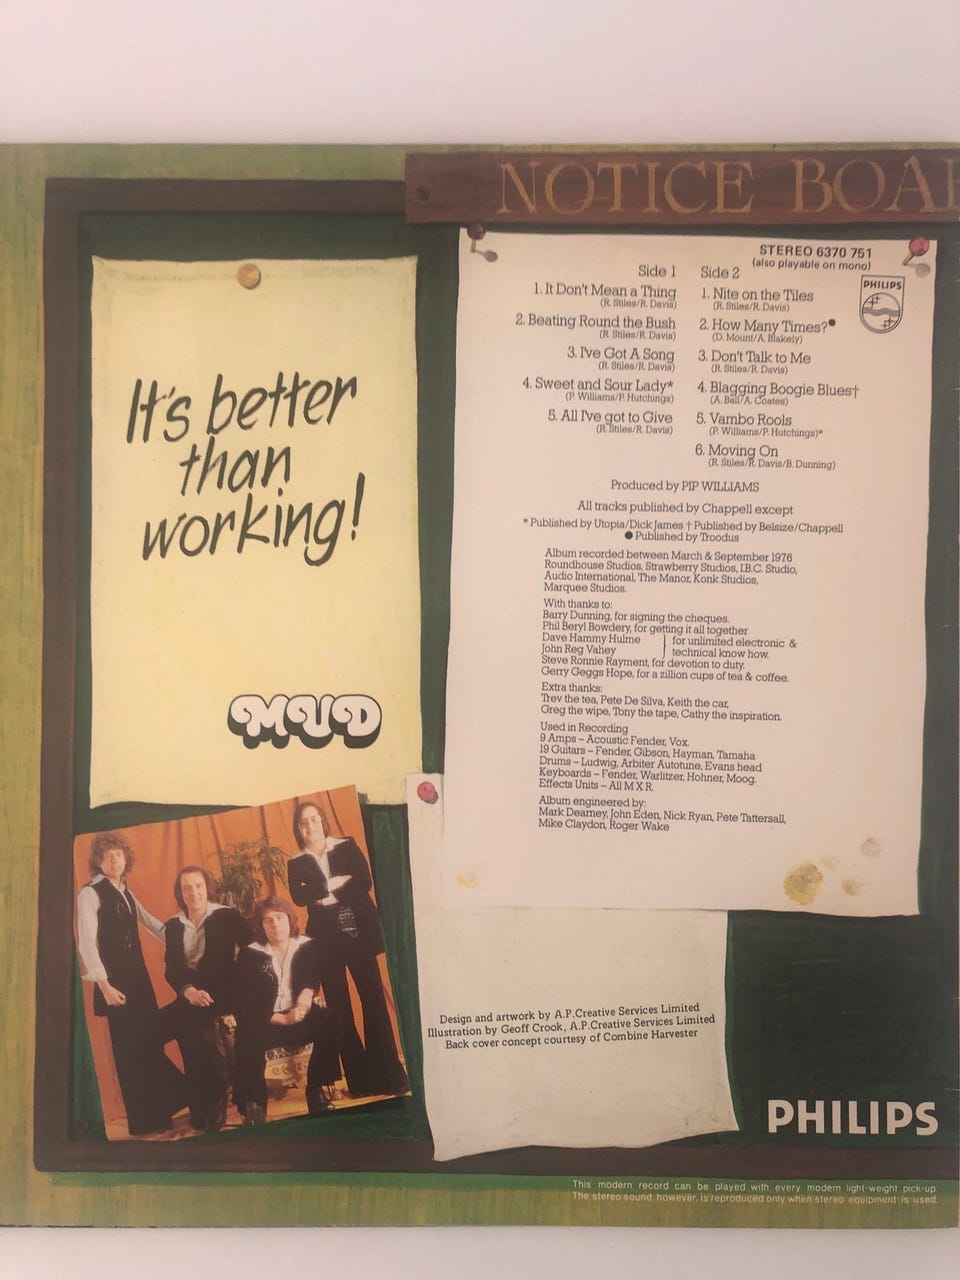 NOTICE BOA
It's better
than
working!
MUD
STEREO 6370 751
(also playable on mono)
PHILIPS
Side 1
1. It Don't Mean a Thing
(R. Stiles/R. Davis)
2. Beating Round the Bush
(R. Stiles/R. Davis)
3. I've Got A Song
(R. Stiles/R. Davis)
4. Sweet and Sour Lady*
(P. Williams/P. Hutchings)
5. All I've got to Give
(R. Stiles/R. Davis)
Side 2
1. Nite on the Tiles
(R. Stiles/R. Davis)
2. How Many Times?●
(D. Mount/A. Blakely)
3. Don't Talk to Me
(R. Stiles/R. Davis)
4. Blagging Boogie Blues†
(A. Ball/A. Coates)
5. Vambo Rools
(P. Williams/P. Hutchings)*
6. Moving On
(R. Stiles/R. Davis/B. Dunning)
Produced by PIP WILLIAMS
All tracks published by Chappell except
* Published by Utopia/Dick James † Published by Belsize/Chappell
● Published by Troodus
Album recorded between March & September 1976
Roundhouse Studios, Strawberry Studios, I.B.C. Studio,
Audio International, The Manor, Konk Studios,
Marquee Studios.
With thanks to:
Barry Dunning, for signing the cheques.
Phil Beryl Bowdery, for getting it all together
Dave Hammy Hulme
John Reg Vahey
for unlimited electronic &
technical know how.
Steve Ronnie Rayment, for devotion to duty.
Gerry Geggs Hope, for a zillion cups of tea & coffee.
Extra thanks:
Trev the tea, Pete De Silva, Keith the car,
Greg the wipe, Tony the tape, Cathy the inspiration.
Used in Recording
9 Amps – Acoustic Fender, Vox.
19 Guitars – Fender, Gibson, Hayman, Tamaha
Drums – Ludwig, Arbiter Autotune, Evans head
Keyboards – Fender, Warlitzer, Hohner, Moog.
Effects Units – All M X R
Album engineered by:
Mark Dearney, John Eden, Nick Ryan, Pete Tattersall,
Mike Claydon, Roger Wake
Design and artwork by A.P.Creative Services Limited
Illustration by Geoff Crook, A.P.Creative Services Limited
Back cover concept courtesy of Combine Harvester
PHILIPS
This modern record can be played with every modern light-weight pick-up
The stereo sound, however, is reproduced only when stereo equipment is used.